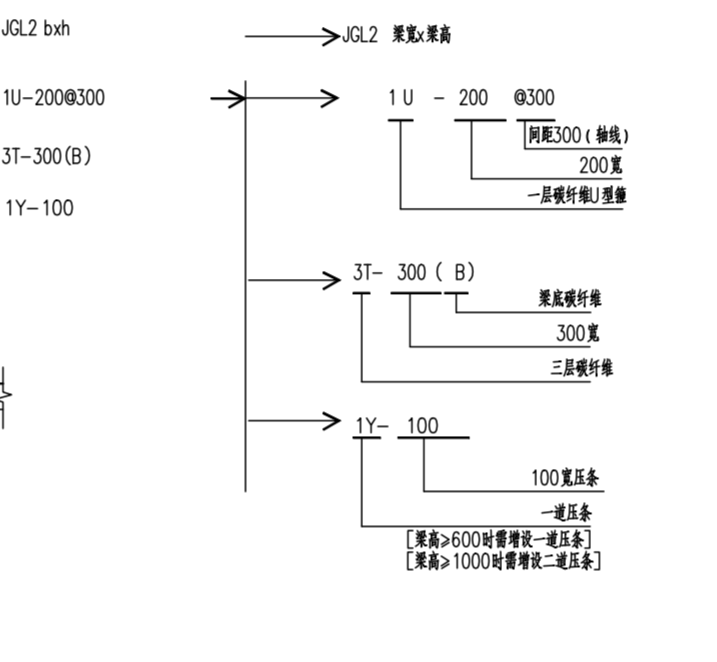 JGL2 bxh
JGL2 梁宽x梁高
1U-200@300
1U - 200 @300
间距300(轴线)
200宽
一层碳纤维U型箍
3T-300(B)
3T- 300 ( B)
梁底碳纤维
300宽
三层碳纤维
1Y-100
1Y- 100
100宽压条
一道压条
[梁高≥600时需增设一道压条]
[梁高≥1000时需增设二道压条]